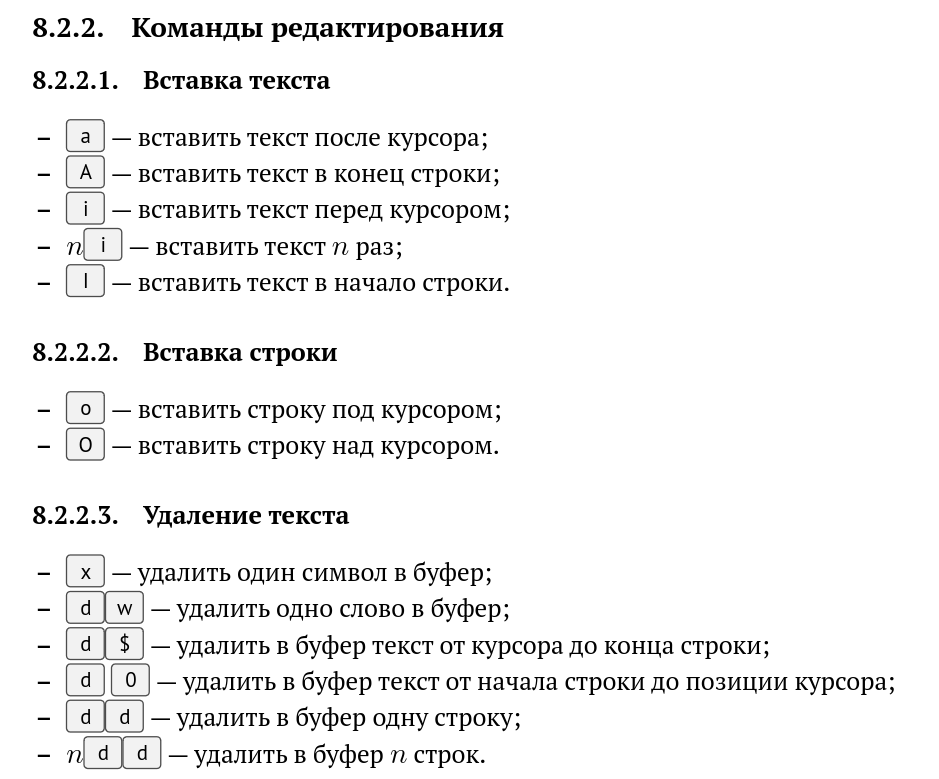 8.2.2. Команды редактирования
8.2.2.1. Вставка текста
– a — вставить текст после курсора;
– A — вставить текст в конец строки;
– i — вставить текст перед курсором;
– n i — вставить текст n раз;
– I — вставить текст в начало строки.
8.2.2.2. Вставка строки
– o — вставить строку под курсором;
– O — вставить строку над курсором.
8.2.2.3. Удаление текста
– x — удалить один символ в буфер;
– d w — удалить одно слово в буфер;
– d $ — удалить в буфер текст от курсора до конца строки;
– d 0 — удалить в буфер текст от начала строки до позиции курсора;
– d d — удалить в буфер одну строку;
– n d d — удалить в буфер n строк.